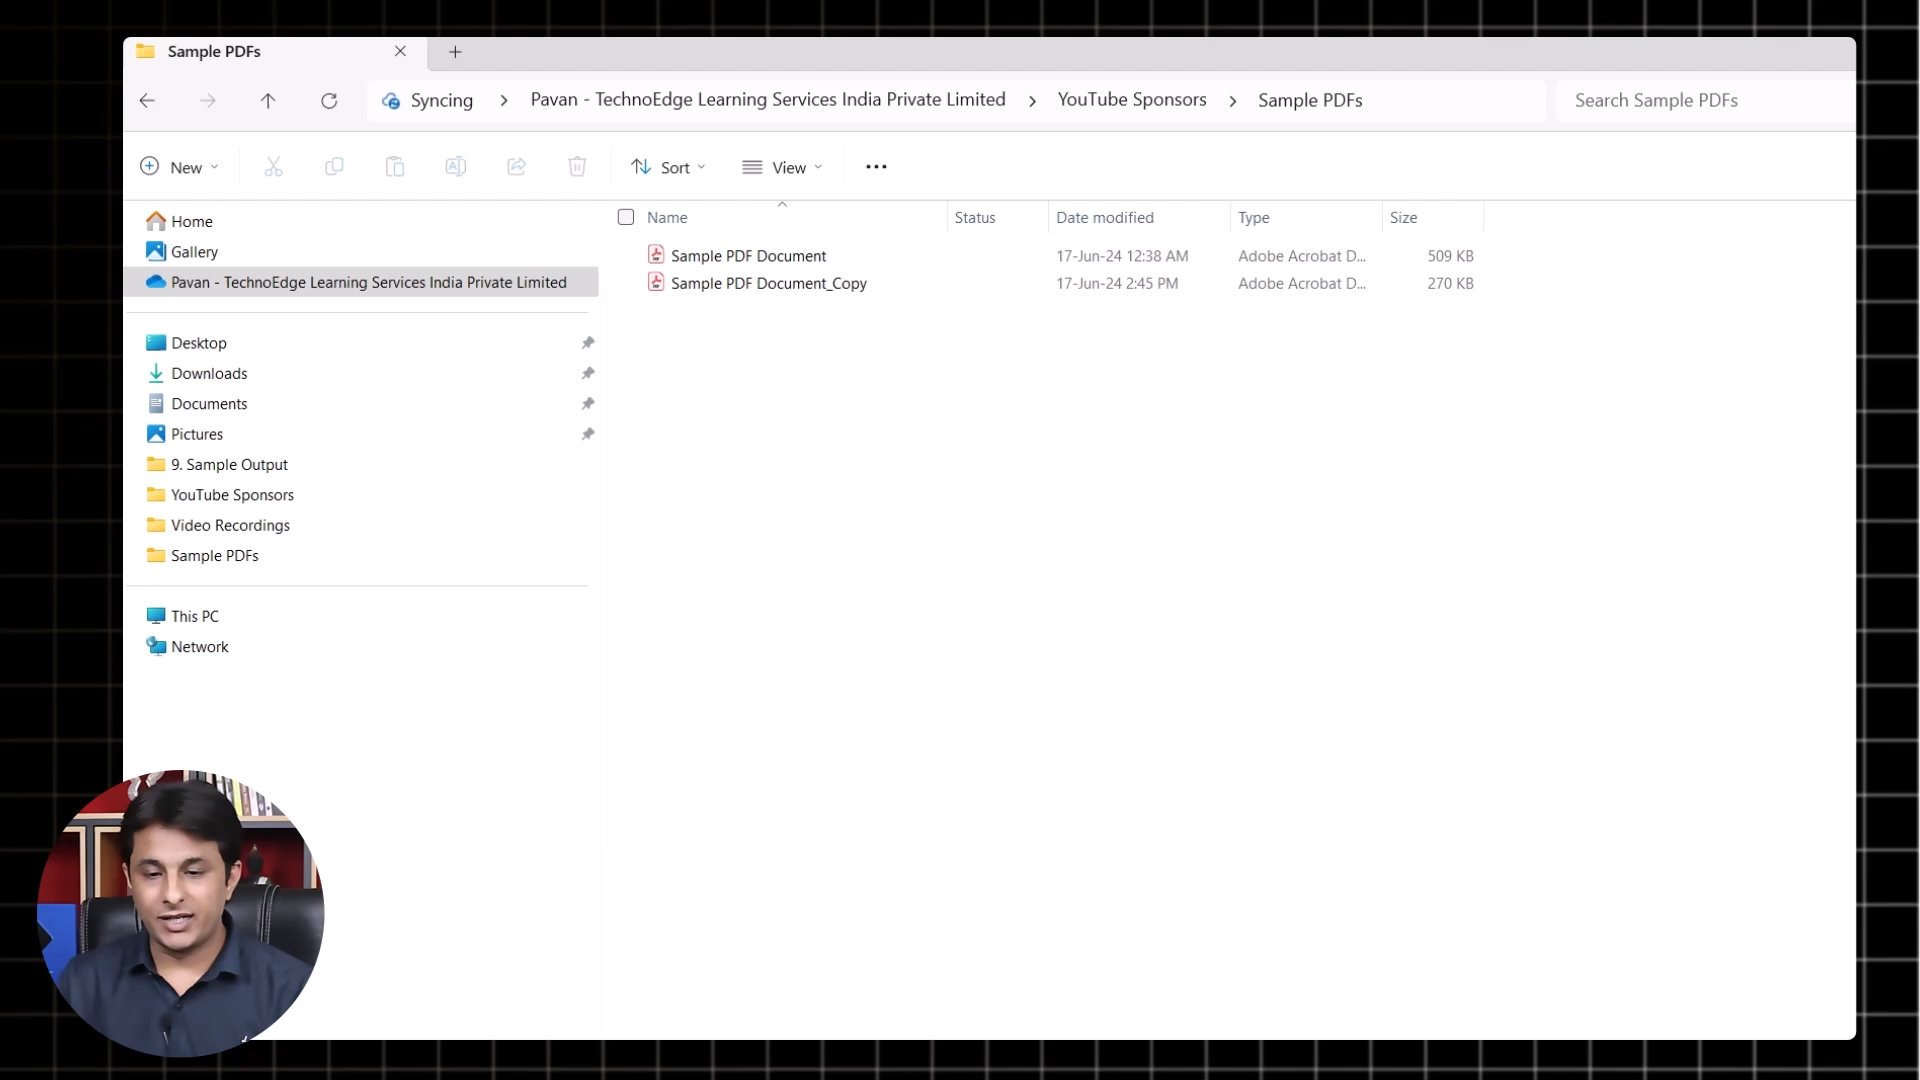 Sample PDFs
Syncing > Pavan - TechnoEdge Learning Services India Private Limited > YouTube Sponsors > Sample PDFs
Search Sample PDFs
New
Sort
View
Home
Gallery
Pavan - TechnoEdge Learning Services India Private Limited
Desktop
Downloads
Documents
Pictures
9. Sample Output
YouTube Sponsors
Video Recordings
Sample PDFs
This PC
Network
Name Status Date modified Type Size
Sample PDF Document 17-Jun-24 12:38 AM Adobe Acrobat D... 509 KB
Sample PDF Document_Copy 17-Jun-24 2:45 PM Adobe Acrobat D... 270 KB